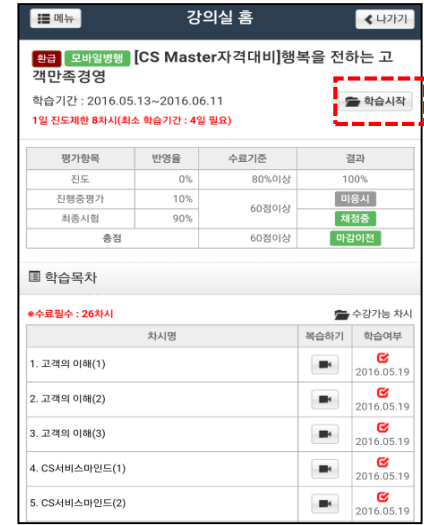 메뉴 강의실 홈 나가기
환급 모바일병행 [CS Master자격대비]행복을 전하는 고
객만족경영
학습기간 : 2016.05.13~2016.06.11 학습시작
1일 진도제한 8차시(최소 학습기간 : 4일 필요)
평가항목 반영율 수료기준 결과
진도 0% 80%이상 100%
진행중평가 10% 60점이상 미응시
최종시험 90% 채점중
총점 60점이상 마감이전
학습목차
*수료필수 : 26차시 수강가능 차시
차시명 복습하기 학습여부
1. 고객의 이해(1) 2016.05.19
2. 고객의 이해(2) 2016.05.19
3. 고객의 이해(3) 2016.05.19
4. CS서비스마인드(1) 2016.05.19
5. CS서비스마인드(2) 2016.05.19